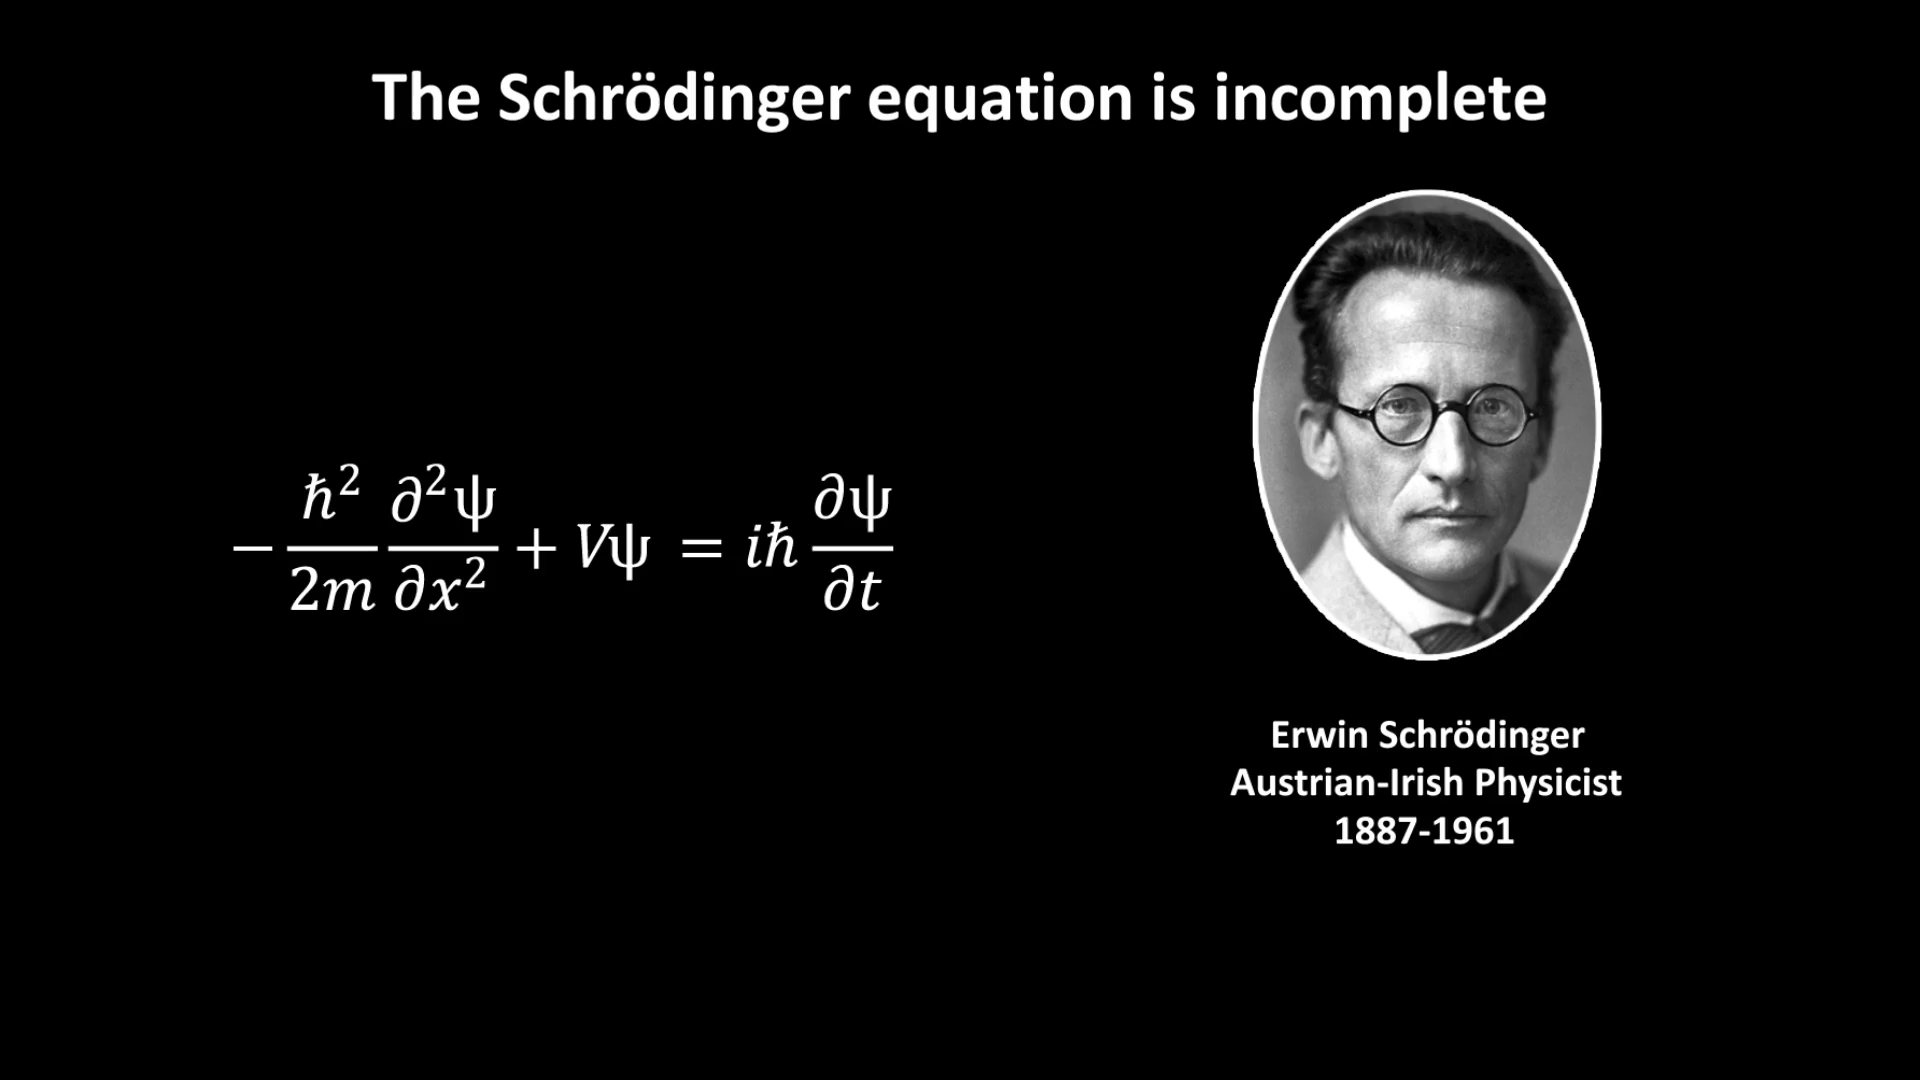 The Schrödinger equation is incomplete
−ħ²/2m ∂²ψ/∂x² + Vψ = iħ ∂ψ/∂t
Erwin Schrödinger
Austrian-Irish Physicist
1887-1961